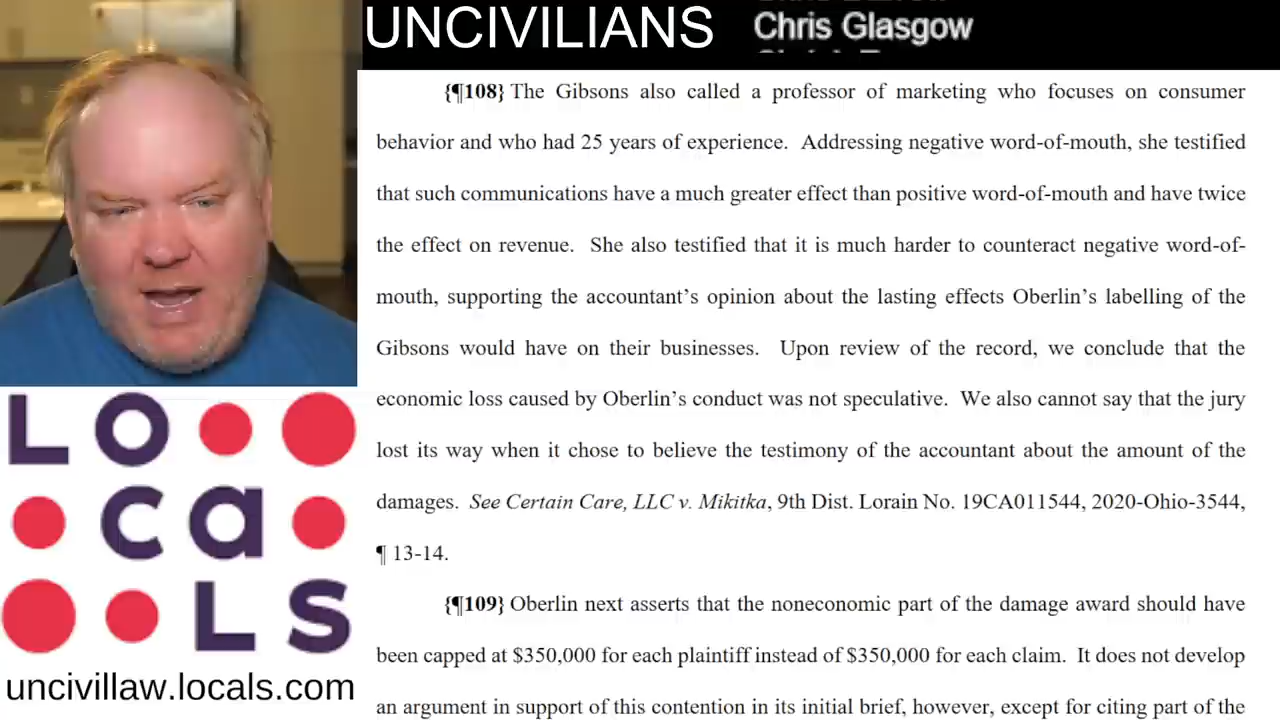 UNCIVILIANS
Chris Glasgow
{¶108} The Gibsons also called a professor of marketing who focuses on consumer
behavior and who had 25 years of experience. Addressing negative word-of-mouth, she testified
that such communications have a much greater effect than positive word-of-mouth and have twice
the effect on revenue. She also testified that it is much harder to counteract negative word-of-
mouth, supporting the accountant’s opinion about the lasting effects Oberlin’s labelling of the
Gibsons would have on their businesses. Upon review of the record, we conclude that the
economic loss caused by Oberlin’s conduct was not speculative. We also cannot say that the jury
lost its way when it chose to believe the testimony of the accountant about the amount of the
damages. See Certain Care, LLC v. Mikitka, 9th Dist. Lorain No. 19CA011544, 2020-Ohio-3544,
¶ 13-14.
{¶109} Oberlin next asserts that the noneconomic part of the damage award should have
been capped at $350,000 for each plaintiff instead of $350,000 for each claim. It does not develop
an argument in support of this contention in its initial brief, however, except for citing part of the
LO
ca
LS
uncivillaw.locals.com